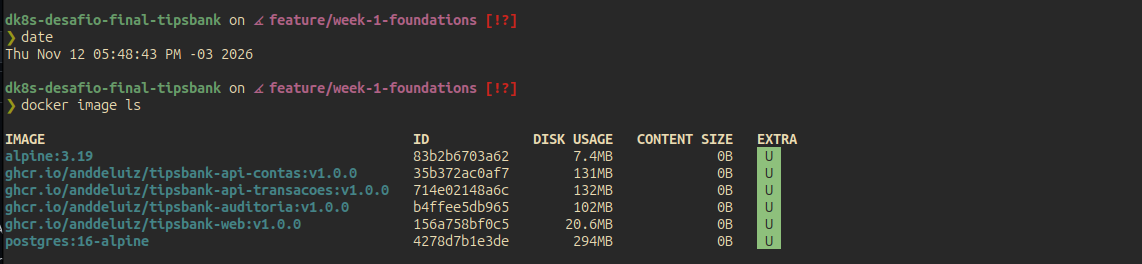 dk8s-desafio-final-tipsbank on feature/week-1-foundations [!?]
❯ date
Thu Nov 12 05:48:43 PM -03 2026
dk8s-desafio-final-tipsbank on feature/week-1-foundations [!?]
❯ docker image ls
IMAGE ID DISK USAGE CONTENT SIZE EXTRA
alpine:3.19 83b2b6703a62 7.4MB 0B U
ghcr.io/anddeluiz/tipsbank-api-contas:v1.0.0 35b372ac0af7 131MB 0B U
ghcr.io/anddeluiz/tipsbank-api-transacoes:v1.0.0 714e02148a6c 132MB 0B U
ghcr.io/anddeluiz/tipsbank-auditoria:v1.0.0 b4ffee5db965 102MB 0B U
ghcr.io/anddeluiz/tipsbank-web:v1.0.0 156a758bf0c5 20.6MB 0B U
postgres:16-alpine 4278d7b1e3de 294MB 0B U